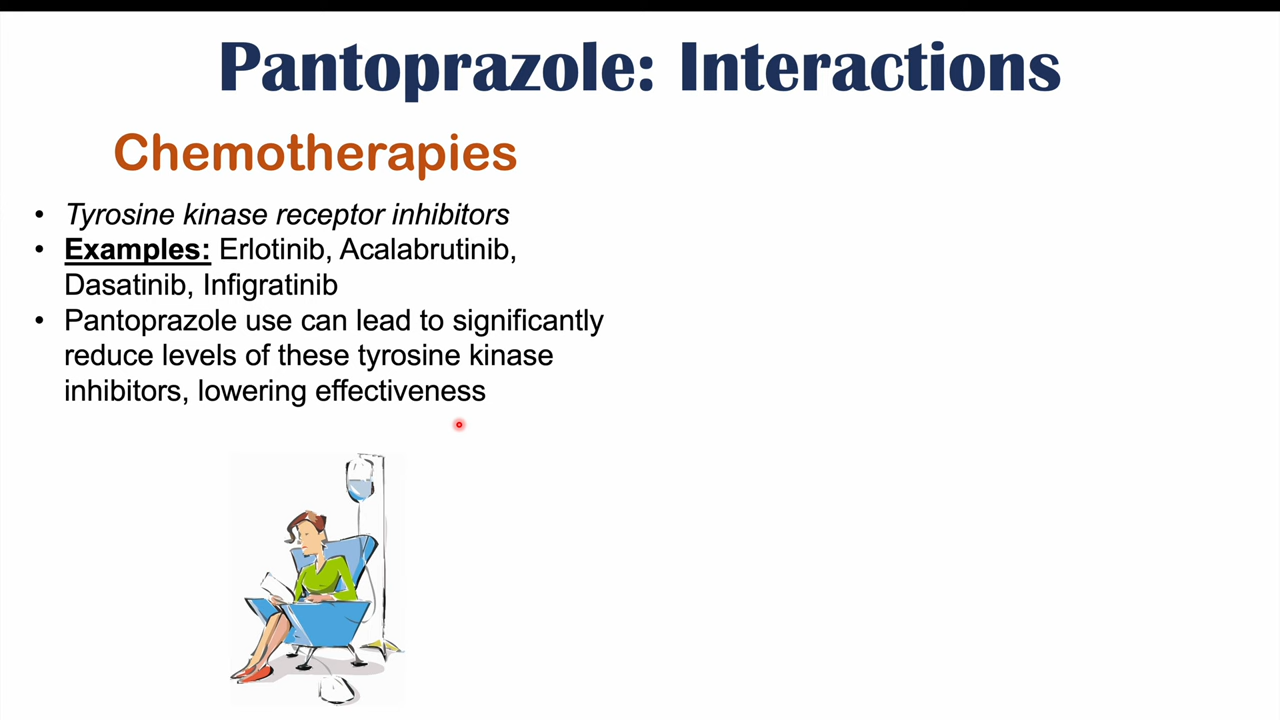 Pantoprazole: Interactions
Chemotherapies
• Tyrosine kinase receptor inhibitors
• Examples: Erlotinib, Acalabrutinib,
Dasatinib, Infigratinib
• Pantoprazole use can lead to significantly
reduce levels of these tyrosine kinase
inhibitors, lowering effectiveness